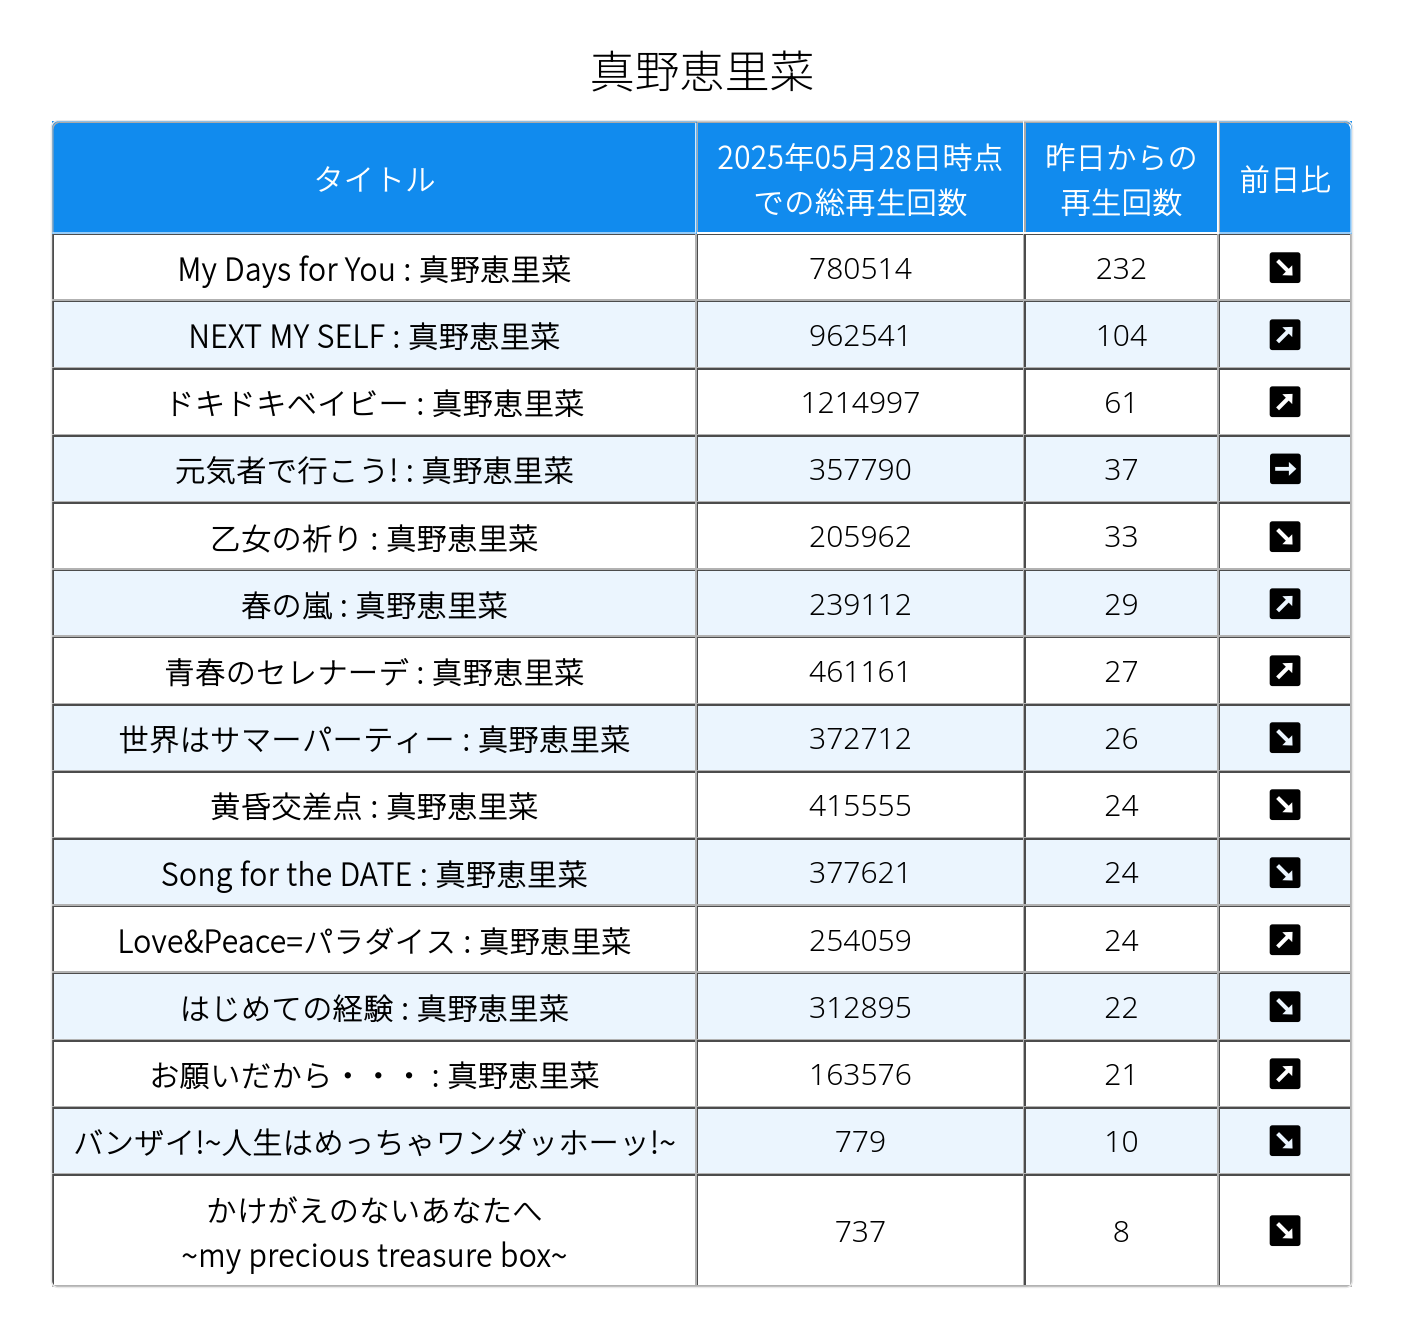 真野恵里菜
タイトル 2025年05月28日時点での総再生回数 昨日からの再生回数 前日比
My Days for You : 真野恵里菜 780514 232 ↘
NEXT MY SELF : 真野恵里菜 962541 104 ↗
ドキドキベイビー : 真野恵里菜 1214997 61 ↗
元気者で行こう! : 真野恵里菜 357790 37 →
乙女の祈り : 真野恵里菜 205962 33 ↘
春の嵐 : 真野恵里菜 239112 29 ↗
青春のセレナーデ : 真野恵里菜 461161 27 ↗
世界はサマーパーティー : 真野恵里菜 372712 26 ↘
黄昏交差点 : 真野恵里菜 415555 24 ↘
Song for the DATE : 真野恵里菜 377621 24 ↘
Love&Peace=パラダイス : 真野恵里菜 254059 24 ↗
はじめての経験 : 真野恵里菜 312895 22 ↘
お願いだから・・・ : 真野恵里菜 163576 21 ↗
バンザイ!~人生はめっちゃワンダッホーッ!~ 779 10 ↘
かけがえのないあなたへ
~my precious treasure box~ 737 8 ↘